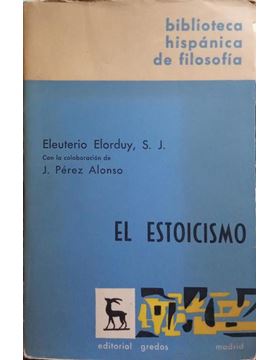 biblioteca
hispánica
de filosofía
Eleuterio Elorduy, S. J.
Con la colaboración de
J. Pérez Alonso
EL ESTOICISMO
editorial gredos madrid